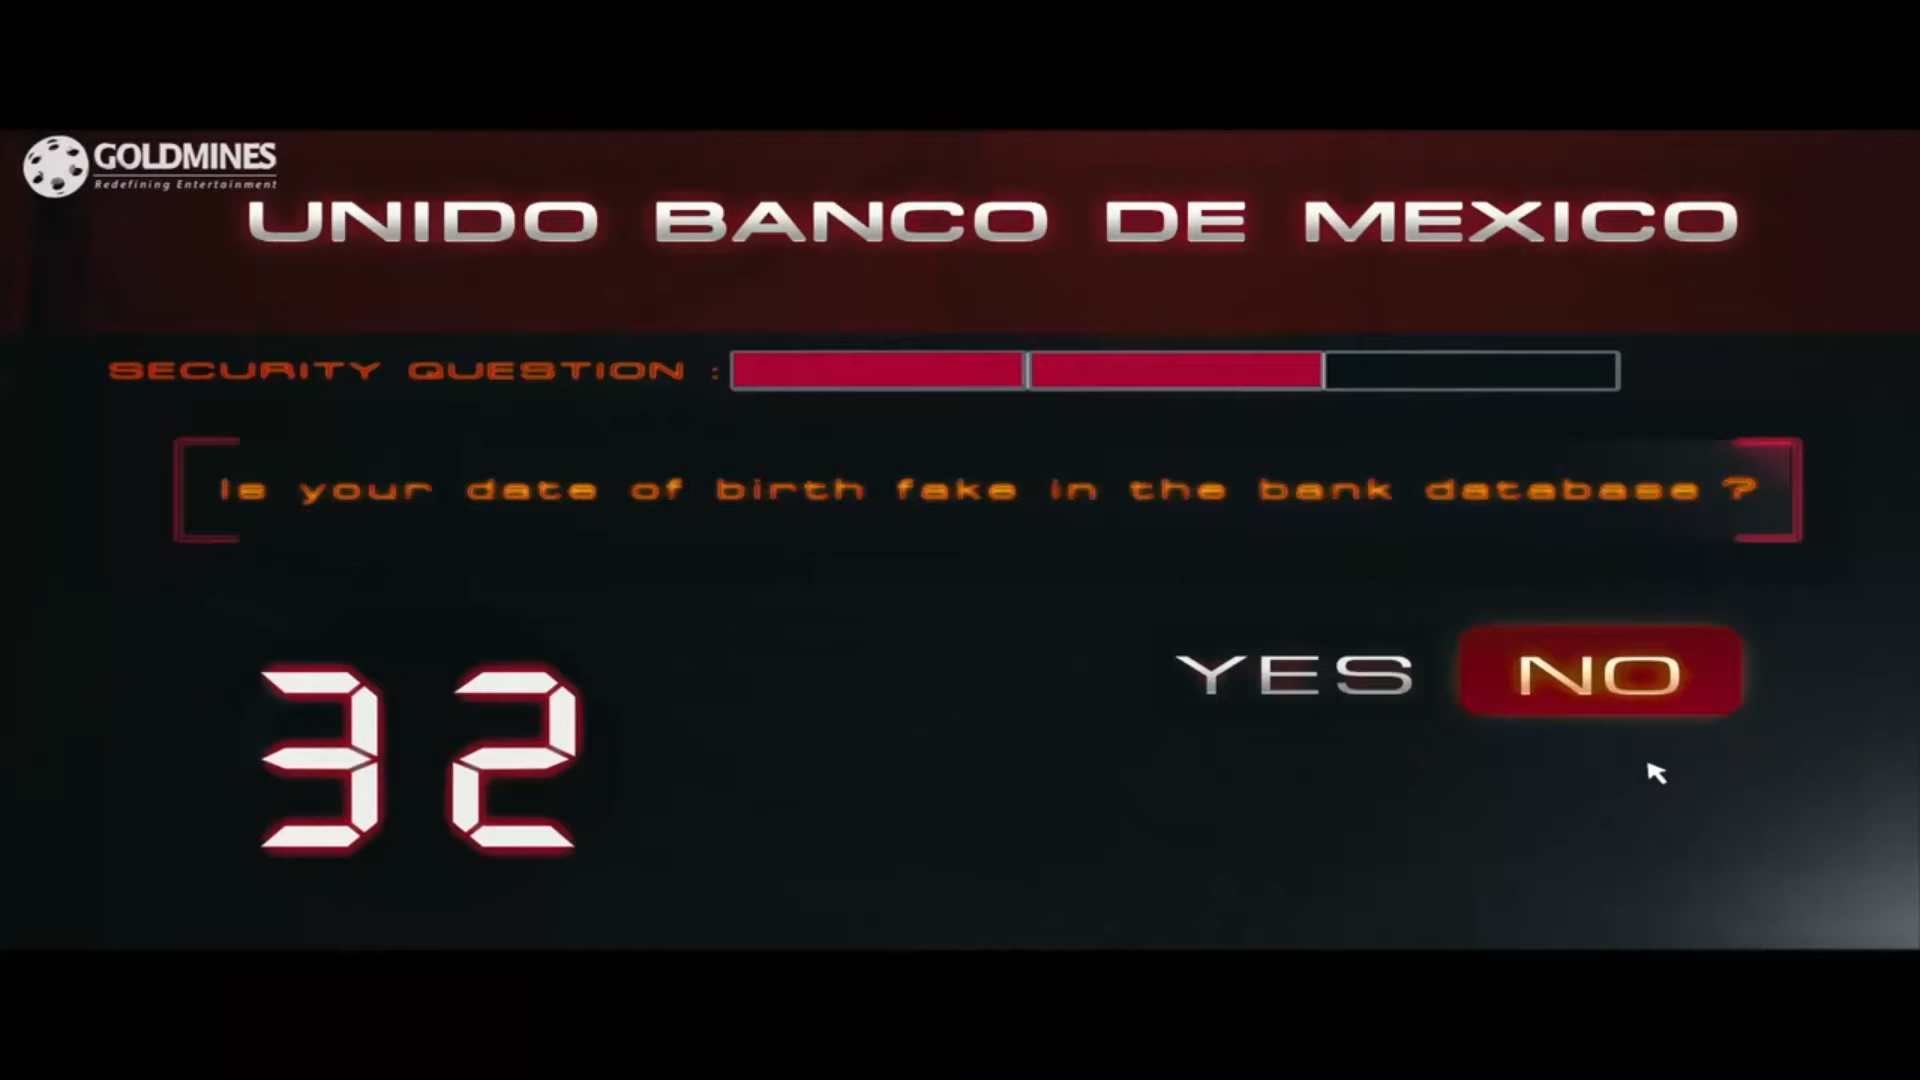 GOLDMINES
Redefining Entertainment
UNIDO BANCO DE MEXICO
SECURITY QUESTION :
Is your date of birth fake in the bank database ?
YES NO
32